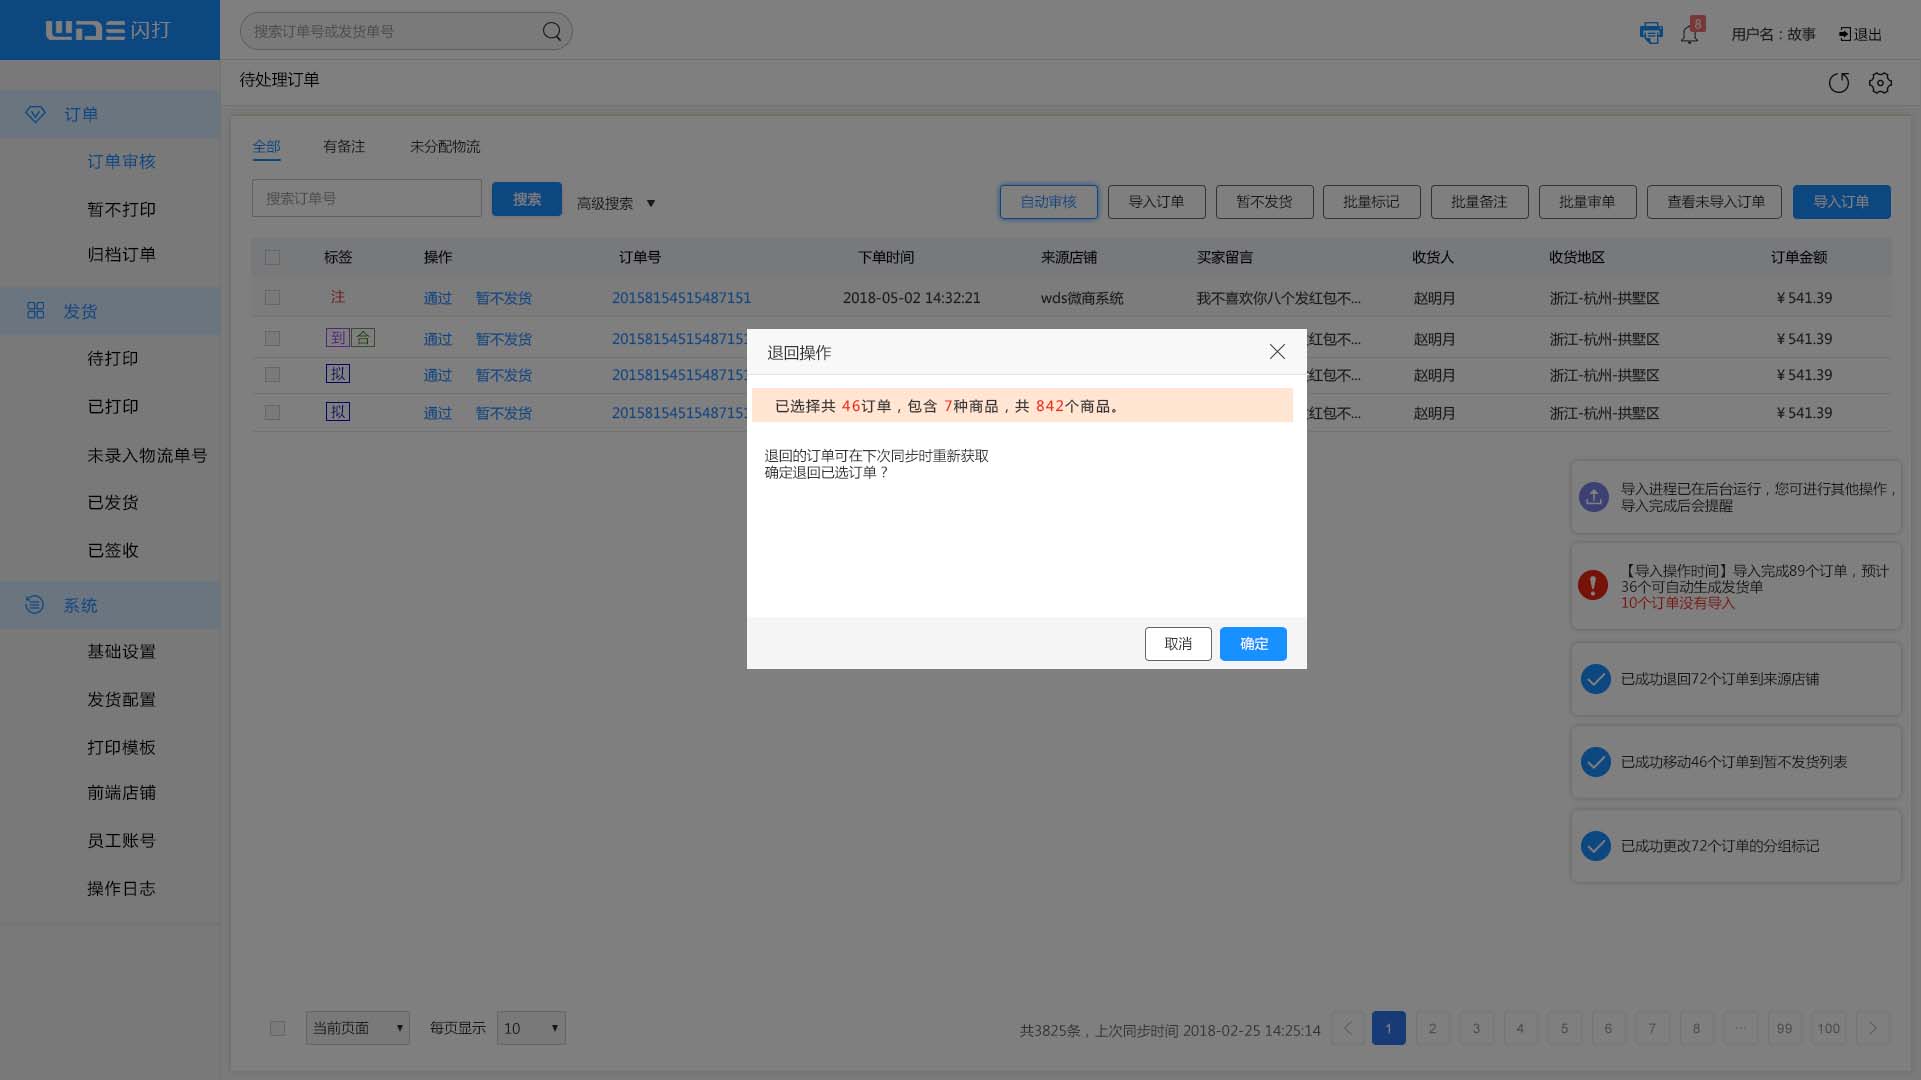 WDS闪打
搜索订单号或发货单号
8
用户名：故事
退出
待处理订单
订单
订单审核
暂不打印
归档订单
发货
待打印
已打印
未录入物流单号
已发货
已签收
系统
基础设置
发货配置
打印模板
前端店铺
员工账号
操作日志
全部 有备注 未分配物流
搜索订单号 搜索 高级搜索 ▼
自动审核 导入订单 暂不发货 批量标记 批量备注 批量审单 查看未导入订单 导入订单
标签 操作 订单号 下单时间 来源店铺 买家留言 收货人 收货地区 订单金额
注 通过 暂不发货 20158154515487151 2018-05-02 14:32:21 wds微商系统 我不喜欢你八个发红包不... 赵明月 浙江-杭州-拱墅区 ¥ 541.39
到 合 通过 暂不发货 20158154515487151 红包不... 赵明月 浙江-杭州-拱墅区 ¥ 541.39
拟 通过 暂不发货 20158154515487151 红包不... 赵明月 浙江-杭州-拱墅区 ¥ 541.39
拟 通过 暂不发货 20158154515487151 红包不... 赵明月 浙江-杭州-拱墅区 ¥ 541.39
退回操作
已选择共 46订单，包含 7种商品，共 842个商品。
退回的订单可在下次同步时重新获取
确定退回已选订单？
取消 确定
导入进程已在后台运行，您可进行其他操作，
导入完成后会提醒
【导入操作时间】导入完成89个订单，预计
36个可自动生成发货单
10个订单没有导入
已成功退回72个订单到来源店铺
已成功移动46个订单到暂不发货列表
已成功更改72个订单的分组标记
当前页面 ▼ 每页显示 10 ▼
共3825条，上次同步时间 2018-02-25 14:25:14 < 1 2 3 4 5 6 7 8 ··· 99 100 >